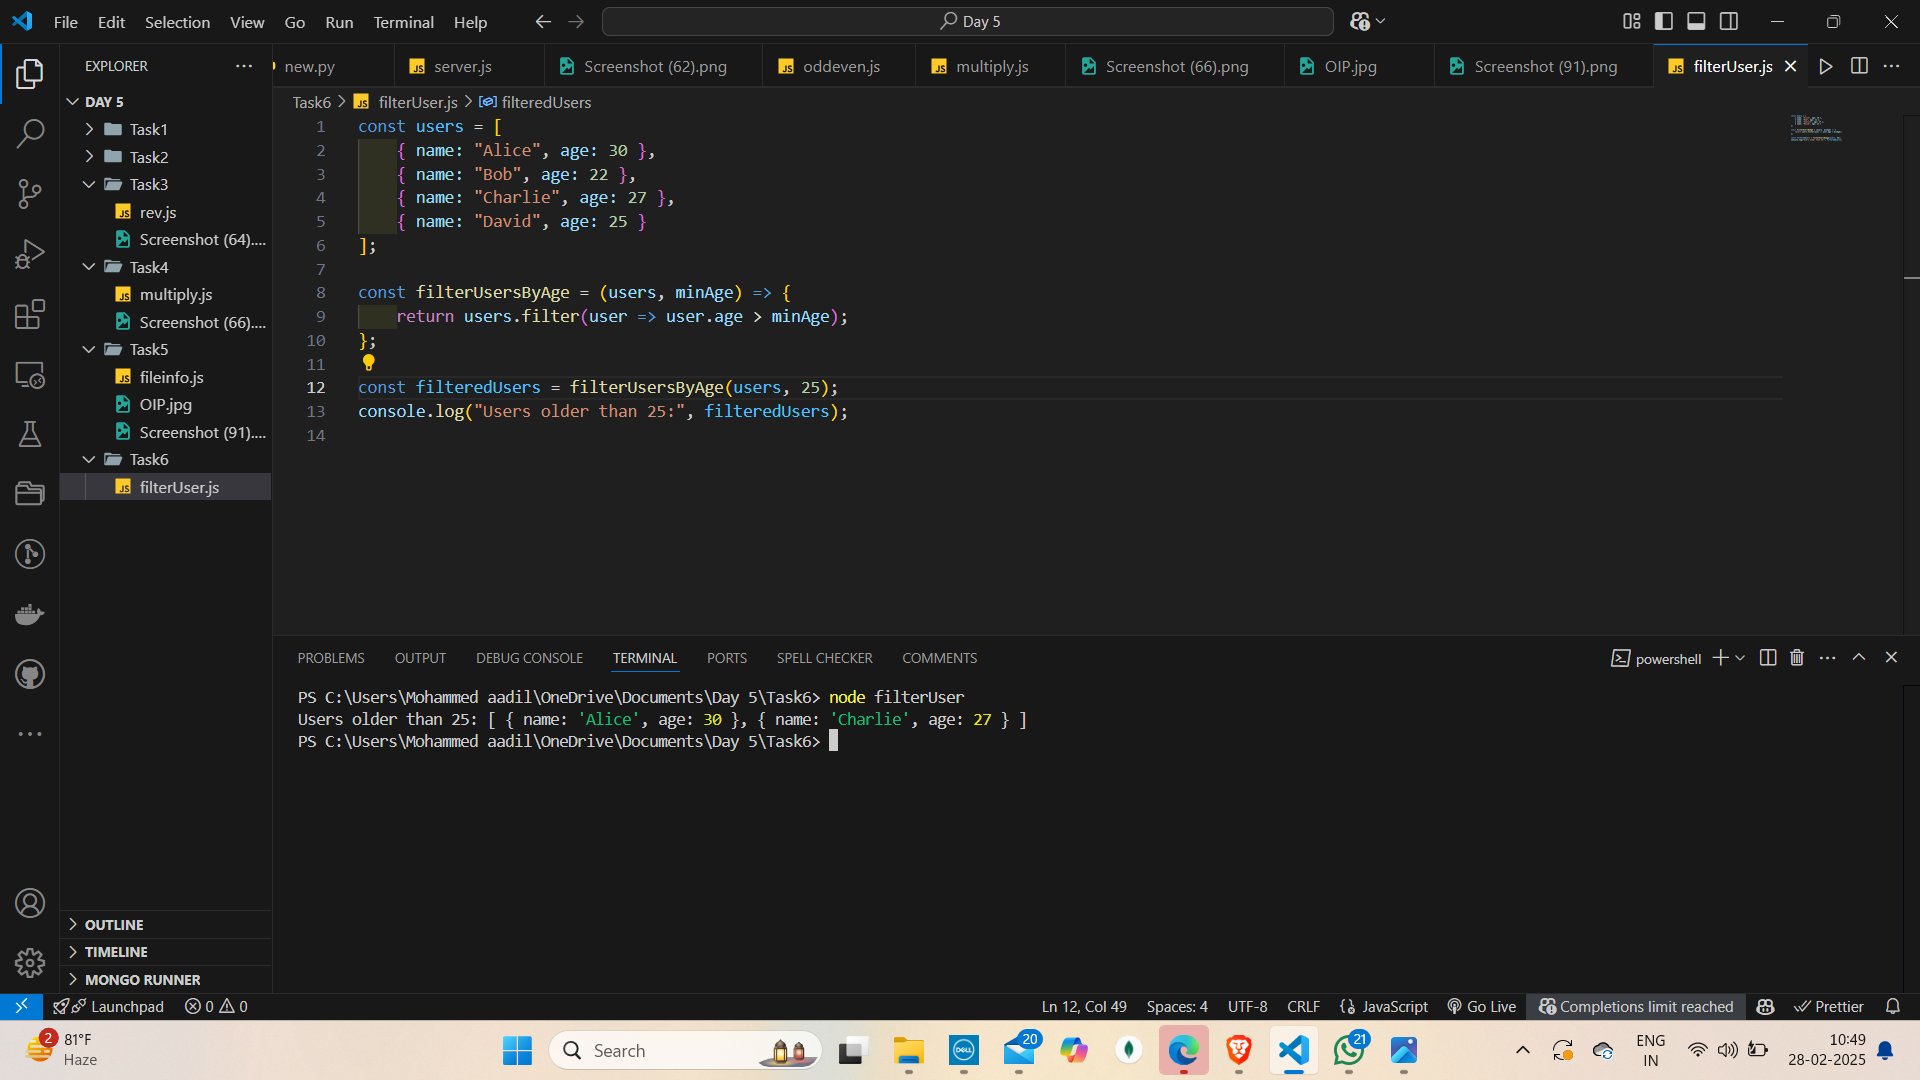 File Edit Selection View Go Run Terminal Help
Day 5
EXPLORER
new.py
server.js
Screenshot (62).png
oddeven.js
multiply.js
Screenshot (66).png
OIP.jpg
Screenshot (91).png
filterUser.js
DAY 5
Task1
Task2
Task3
rev.js
Screenshot (64)....
Task4
multiply.js
Screenshot (66)....
Task5
fileinfo.js
OIP.jpg
Screenshot (91)....
Task6
filterUser.js
OUTLINE
TIMELINE
MONGO RUNNER
Task6 > JS filterUser.js > filteredUsers
1 const users = [
2 { name: "Alice", age: 30 },
3 { name: "Bob", age: 22 },
4 { name: "Charlie", age: 27 },
5 { name: "David", age: 25 }
6 ];
7
8 const filterUsersByAge = (users, minAge) => {
9 return users.filter(user => user.age > minAge);
10 };
11
12 const filteredUsers = filterUsersByAge(users, 25);
13 console.log("Users older than 25:", filteredUsers);
14
PROBLEMS OUTPUT DEBUG CONSOLE TERMINAL PORTS SPELL CHECKER COMMENTS
powershell
PS C:\Users\Mohammed aadil\OneDrive\Documents\Day 5\Task6> node filterUser
Users older than 25: [ { name: 'Alice', age: 30 }, { name: 'Charlie', age: 27 } ]
PS C:\Users\Mohammed aadil\OneDrive\Documents\Day 5\Task6>
Launchpad 0 0
Ln 12, Col 49 Spaces: 4 UTF-8 CRLF JavaScript Go Live Completions limit reached Prettier
2
81°F
Haze
Search
DELL
20
21
ENG
IN
10:49
28-02-2025